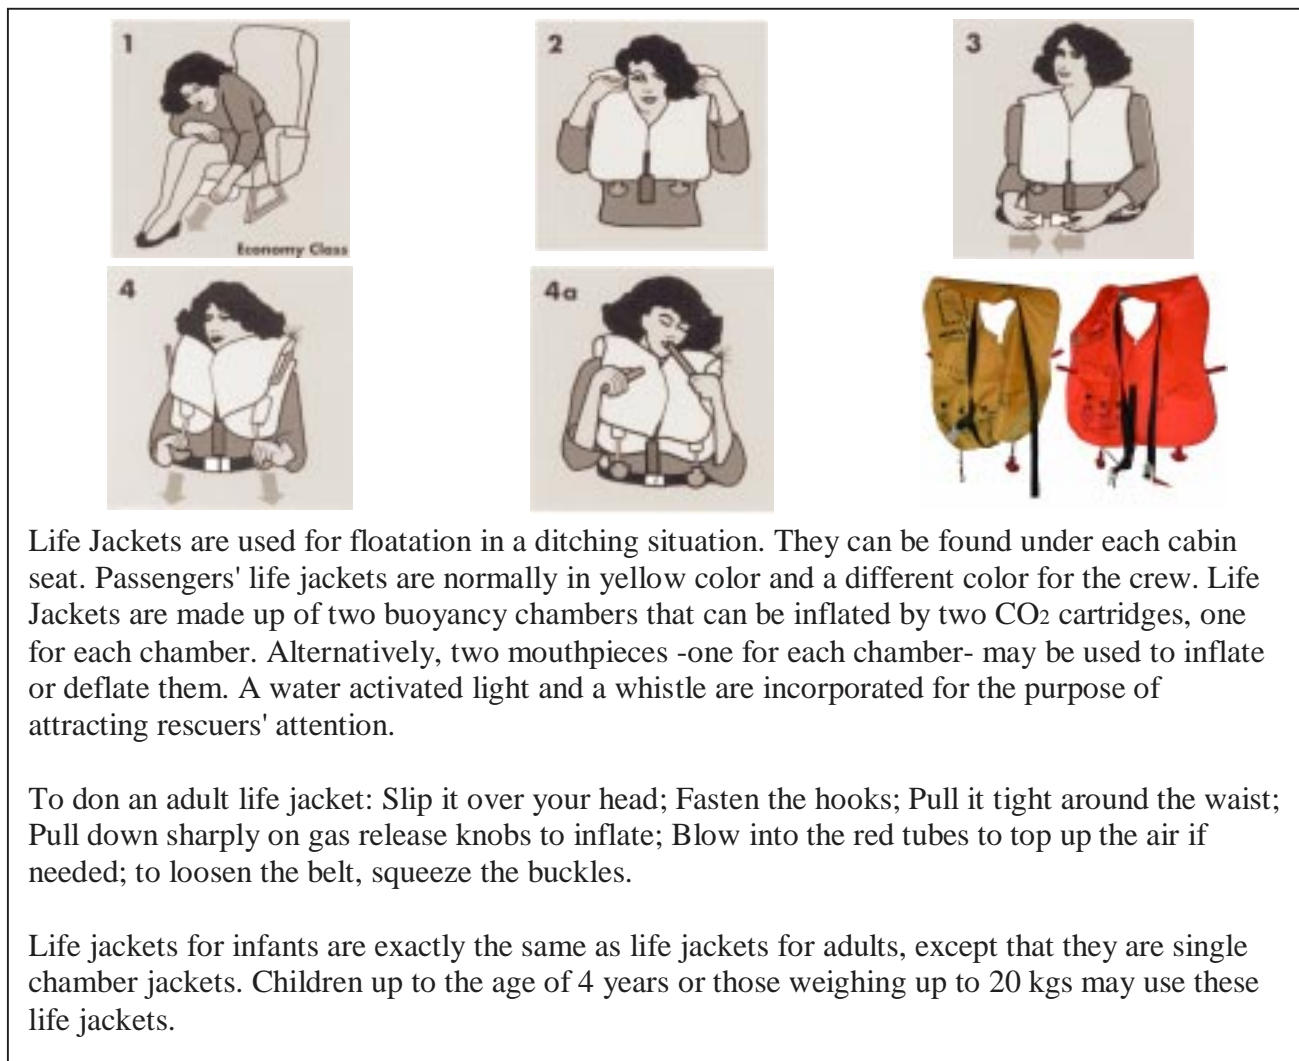 1
2
3
Economy Class
4
4a
Life Jackets are used for floatation in a ditching situation. They can be found under each cabin
seat. Passengers' life jackets are normally in yellow color and a different color for the crew. Life
Jackets are made up of two buoyancy chambers that can be inflated by two CO2 cartridges, one
for each chamber. Alternatively, two mouthpieces -one for each chamber- may be used to inflate
or deflate them. A water activated light and a whistle are incorporated for the purpose of
attracting rescuers' attention.
To don an adult life jacket: Slip it over your head; Fasten the hooks; Pull it tight around the waist;
Pull down sharply on gas release knobs to inflate; Blow into the red tubes to top up the air if
needed; to loosen the belt, squeeze the buckles.
Life jackets for infants are exactly the same as life jackets for adults, except that they are single
chamber jackets. Children up to the age of 4 years or those weighing up to 20 kgs may use these
life jackets.